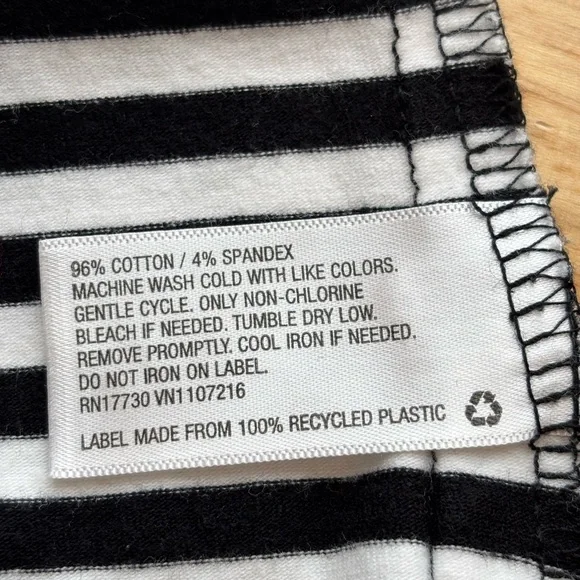 96% COTTON / 4% SPANDEX
MACHINE WASH COLD WITH LIKE COLORS.
GENTLE CYCLE. ONLY NON-CHLORINE
BLEACH IF NEEDED. TUMBLE DRY LOW.
REMOVE PROMPTLY. COOL IRON IF NEEDED.
DO NOT IRON ON LABEL.
RN17730 VN1107216
LABEL MADE FROM 100% RECYCLED PLASTIC